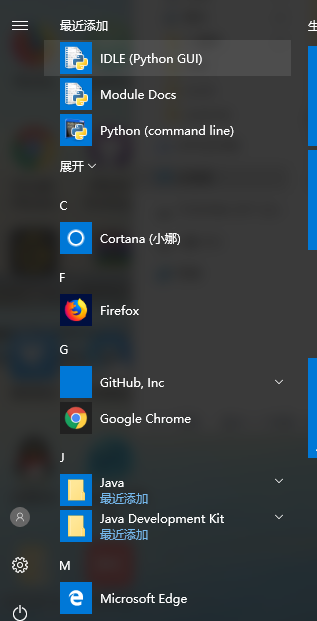 最近添加
IDLE (Python GUI)
Module Docs
Python (command line)
展开
C
Cortana (小娜)
F
Firefox
G
GitHub, Inc
Google Chrome
J
Java
最近添加
Java Development Kit
最近添加
M
Microsoft Edge